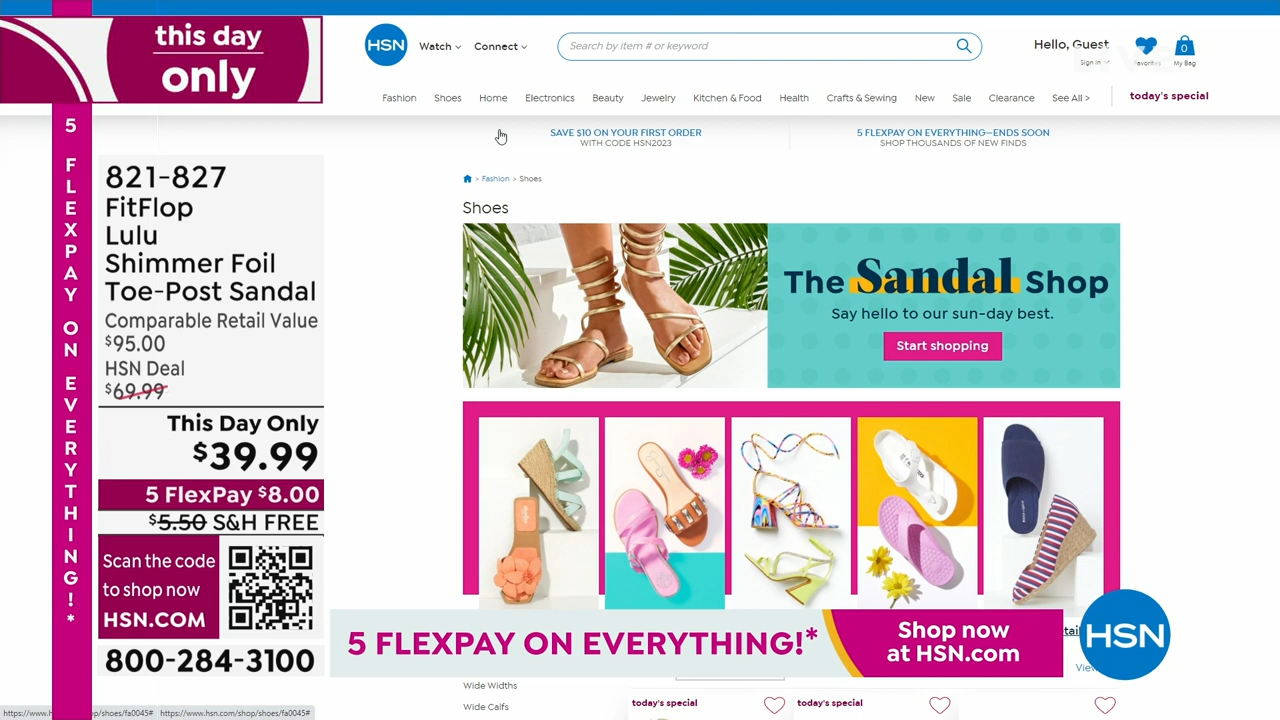 this day
only
5 FLEXPAY ON EVERYTHING!*
821-827
FitFlop
Lulu
Shimmer Foil
Toe-Post Sandal
Comparable Retail Value
$95.00
HSN Deal
$69.99
This Day Only
$39.99
5 FlexPay $8.00
$5.50 S&H FREE
Scan the code
to shop now
HSN.COM
800-284-3100
HSN
Watch
Connect
Search by item # or keyword
Hello, Guest
Sign In
Favorites
0
My Bag
Fashion Shoes Home Electronics Beauty Jewelry Kitchen & Food Health Crafts & Sewing New Sale Clearance See All > today's special
SAVE $10 ON YOUR FIRST ORDER
WITH CODE HSN2023
5 FLEXPAY ON EVERYTHING—ENDS SOON
SHOP THOUSANDS OF NEW FINDS
> Fashion > Shoes
Shoes
The Sandal Shop
Say hello to our sun-day best.
Start shopping
5 FLEXPAY ON EVERYTHING!*
Shop now
at HSN.com
HSN
Wide Widths
Wide Calfs
today's special
today's special
https://www.hsn.com/shop/shoes/fa0045#